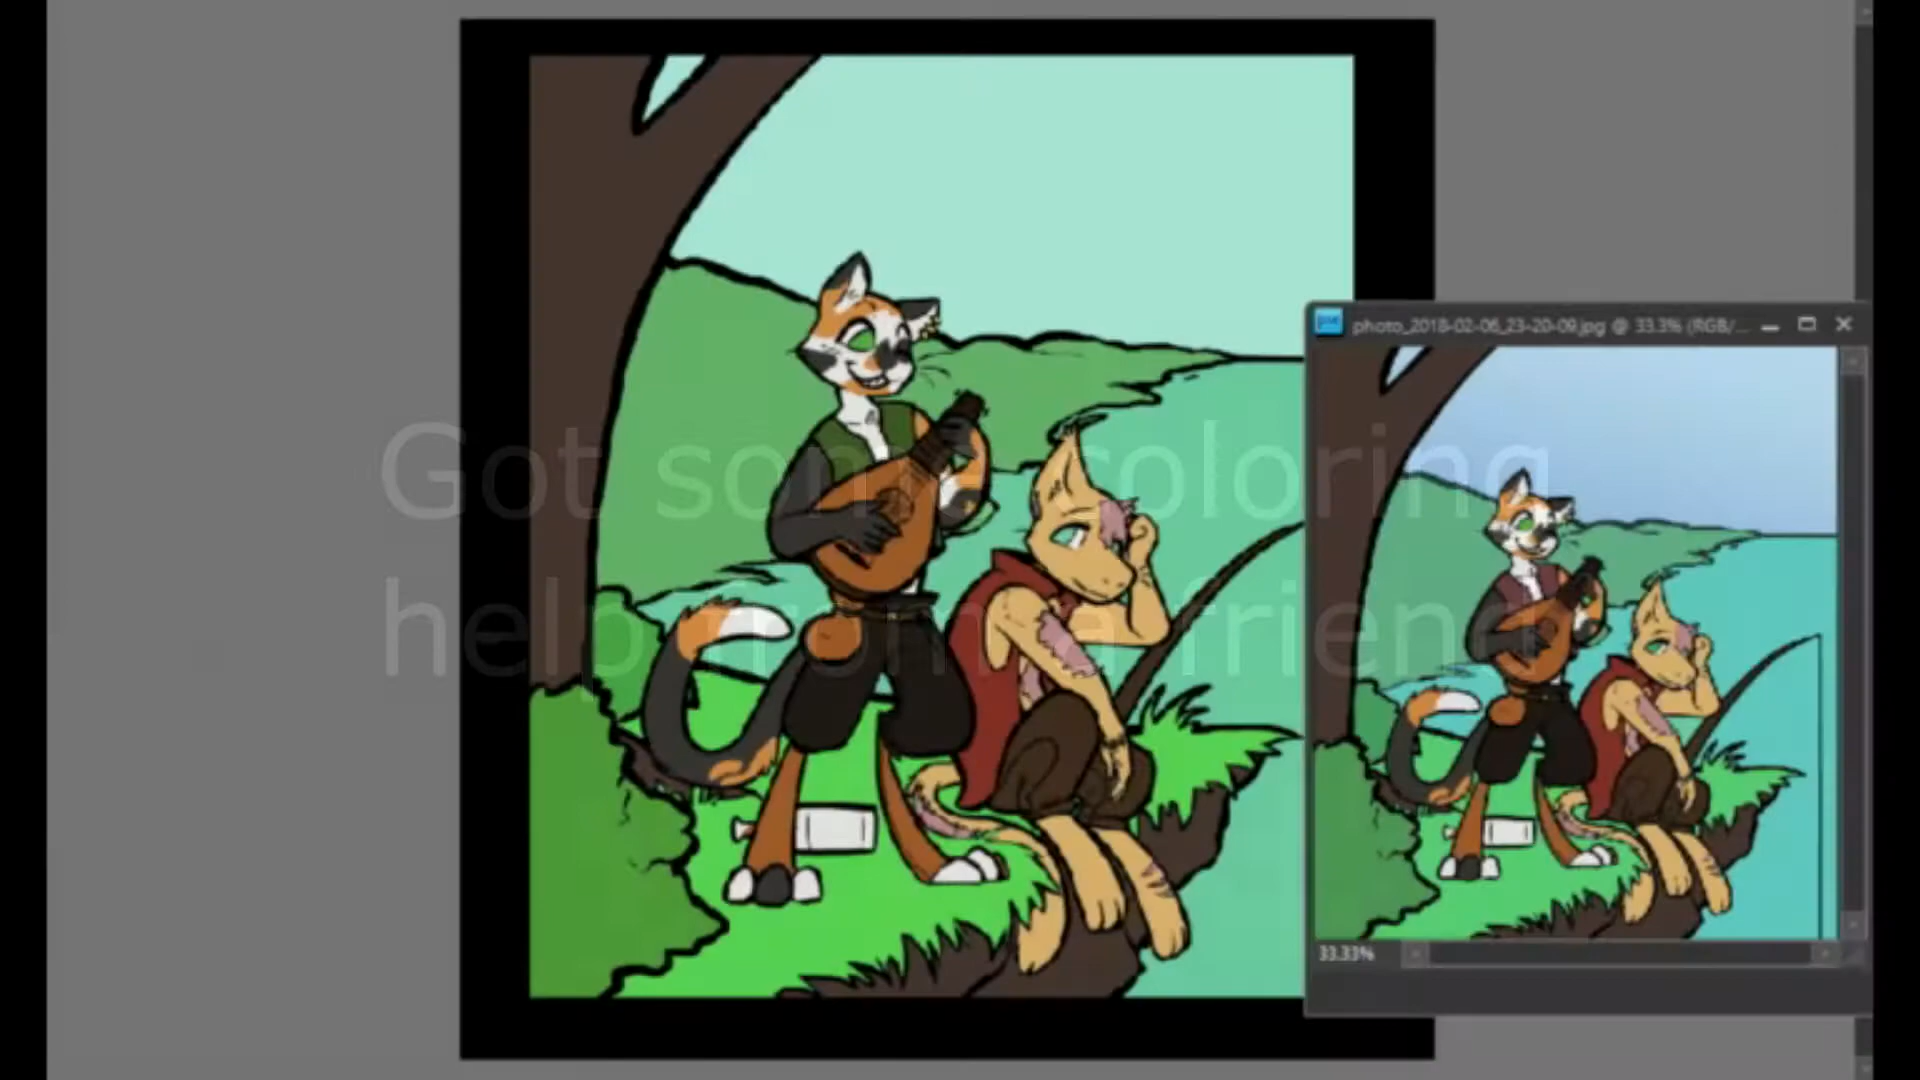 Got some coloring
help from a friend
photo_2018-02-06_23-20-09.jpg @ 33.3% (RGB/...
33.33%